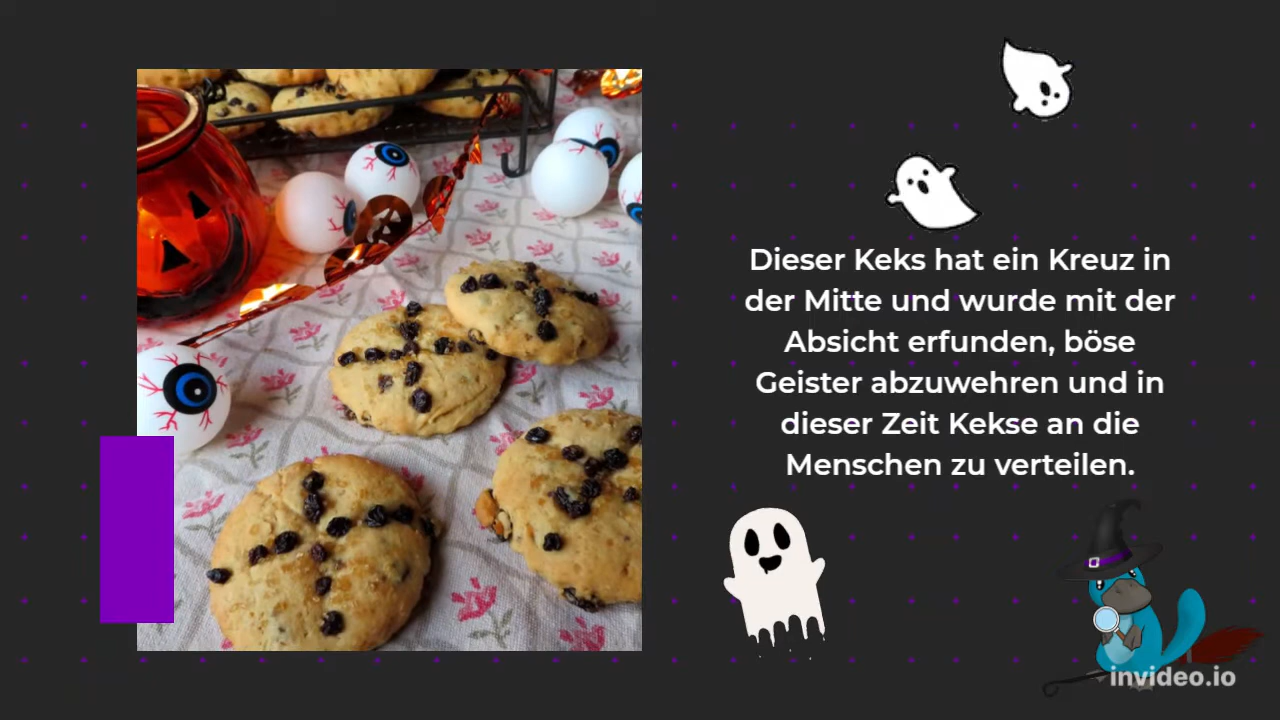 Dieser Keks hat ein Kreuz in
der Mitte und wurde mit der
Absicht erfunden, böse
Geister abzuwehren und in
dieser Zeit Kekse an die
Menschen zu verteilen.
invideo.io